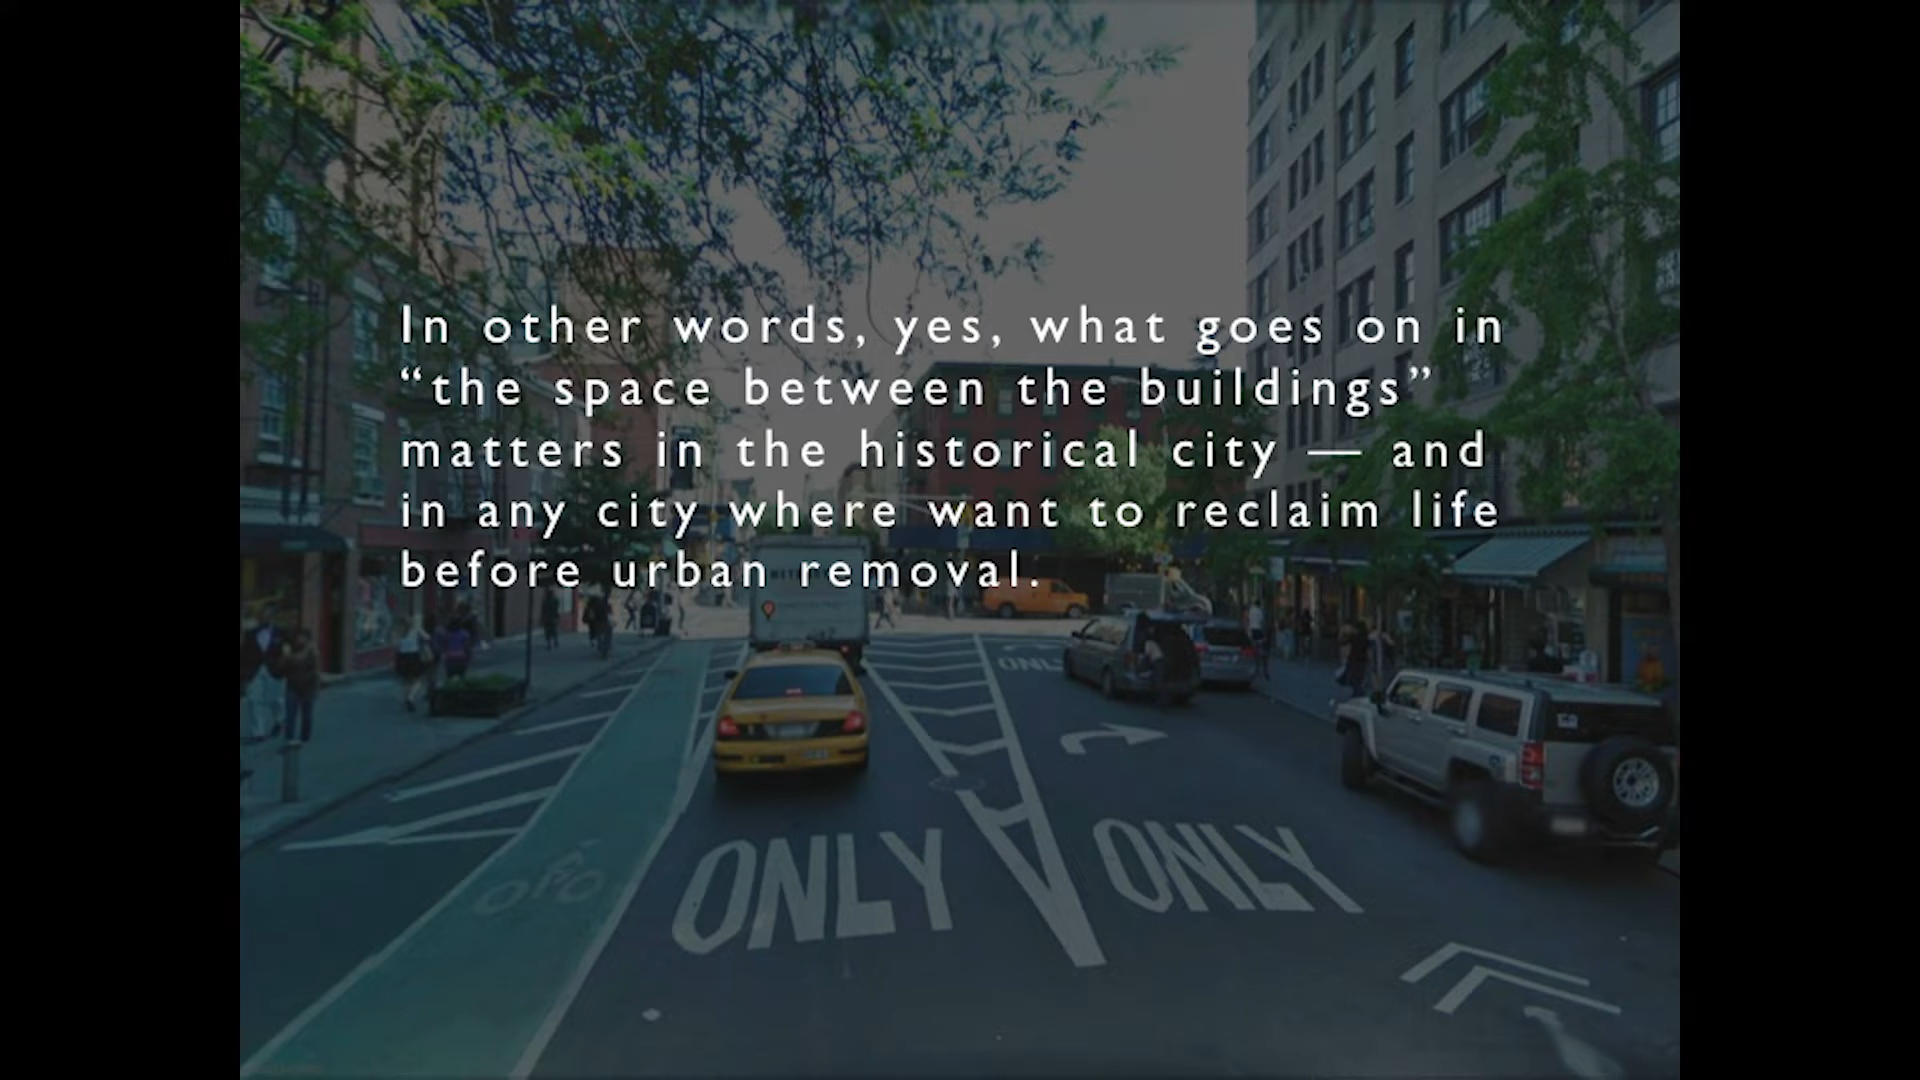 In other words, yes, what goes on in
“the space between the buildings”
matters in the historical city — and
in any city where want to reclaim life
before urban removal.
ONLY
ONLY ONLY